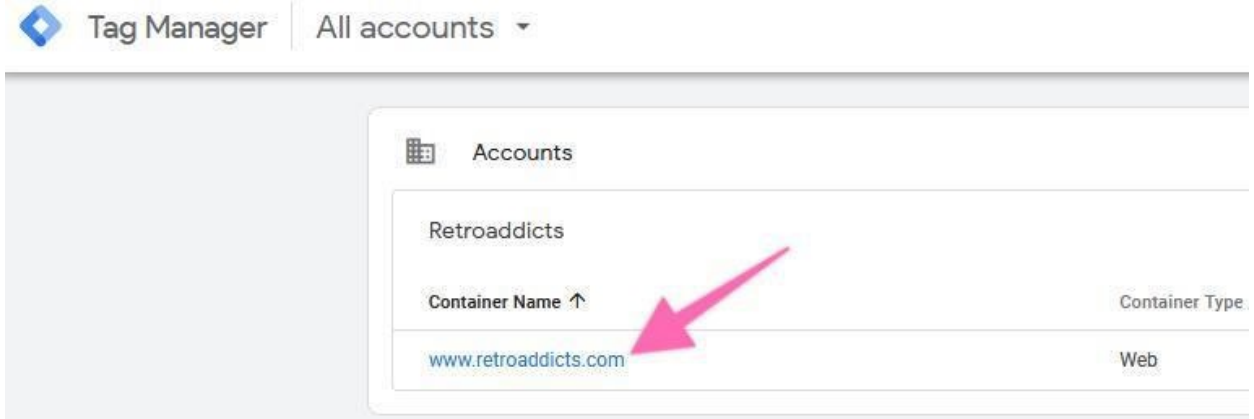 Tag Manager All accounts
Accounts
Retroaddicts
Container Name ↑ Container Type
www.retroaddicts.com Web